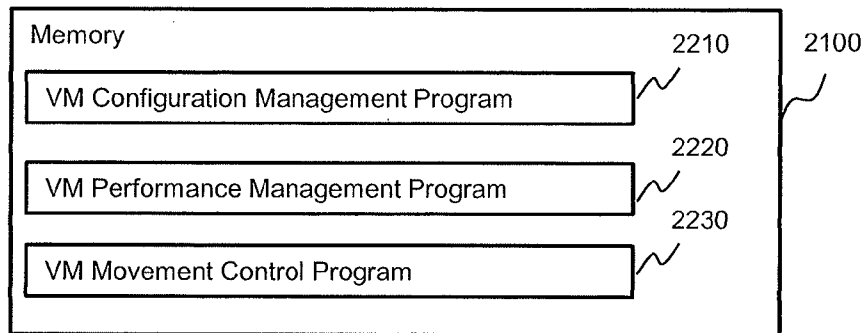 Memory
2210
2100
VM Configuration Management Program
2220
VM Performance Management Program
2230
VM Movement Control Program